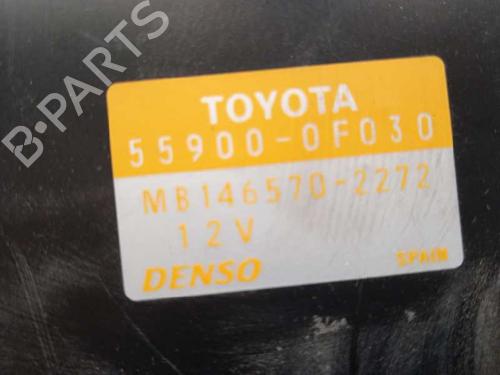 B-PARTS
TOYOTA
55900-0F030
MB146570-2272
12V
DENSO
SPAIN